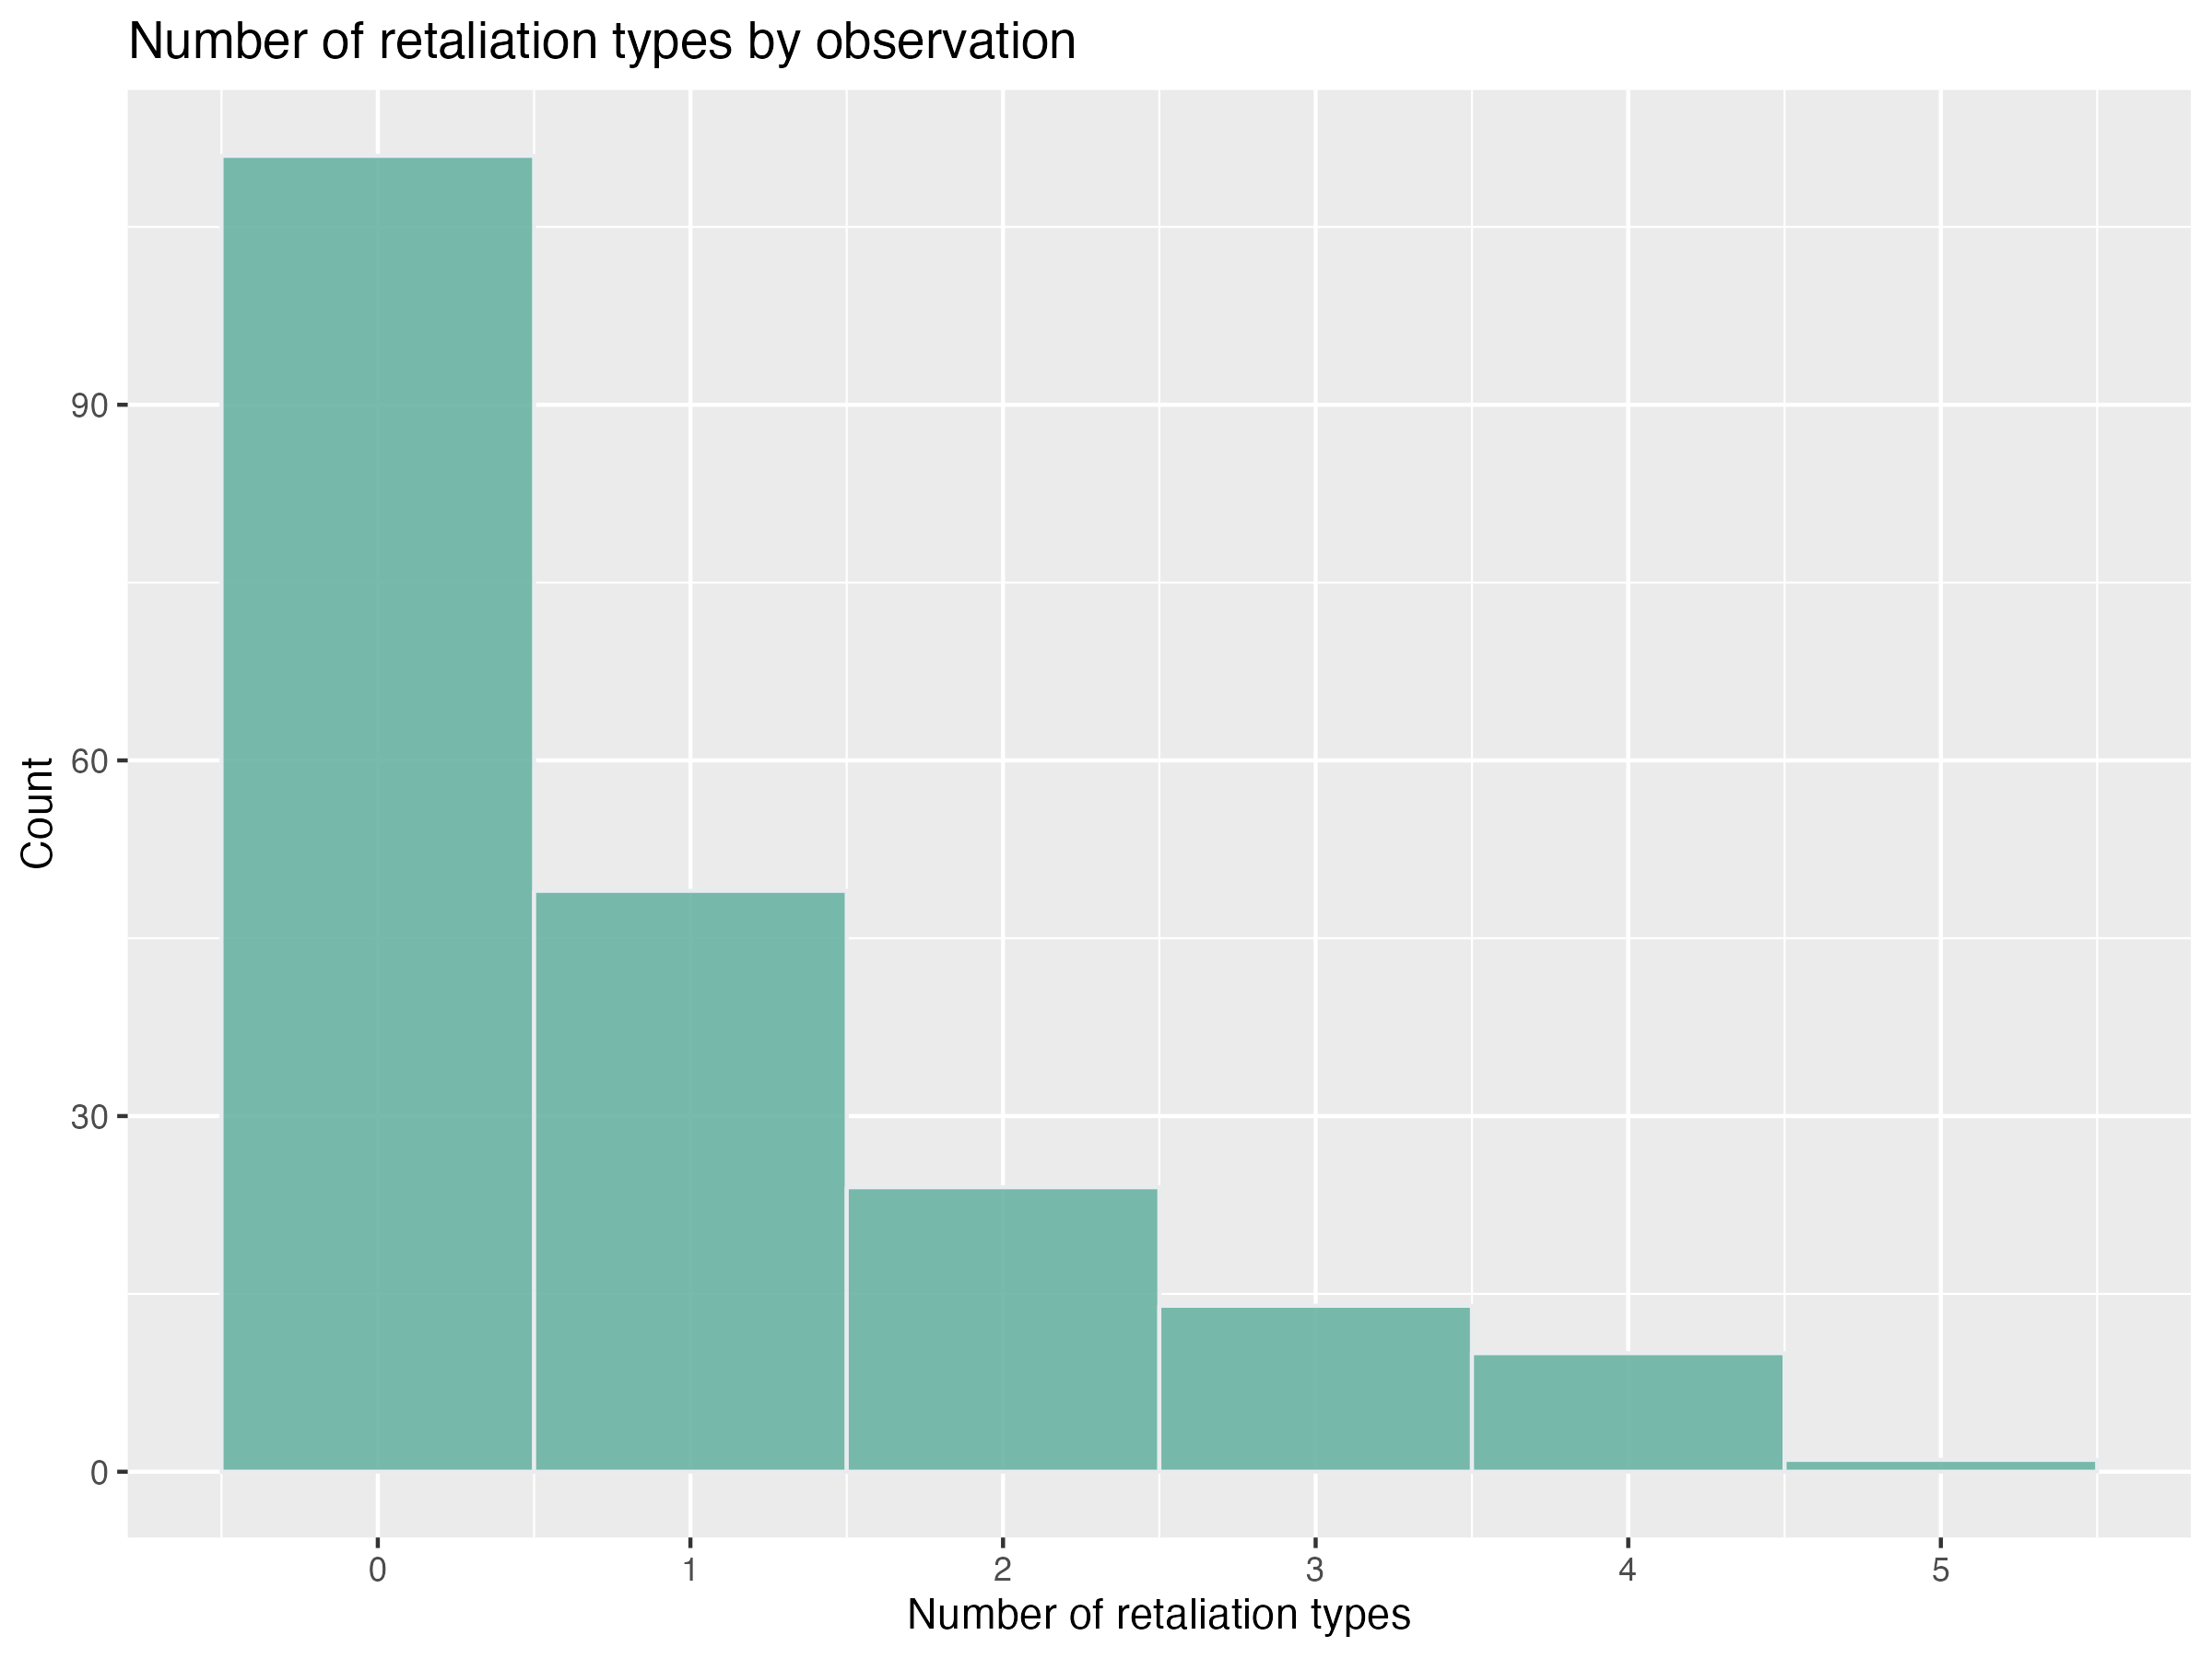 Number of retaliation types by observation
Count
90
60
30
0
0 1 2 3 4 5
Number of retaliation types